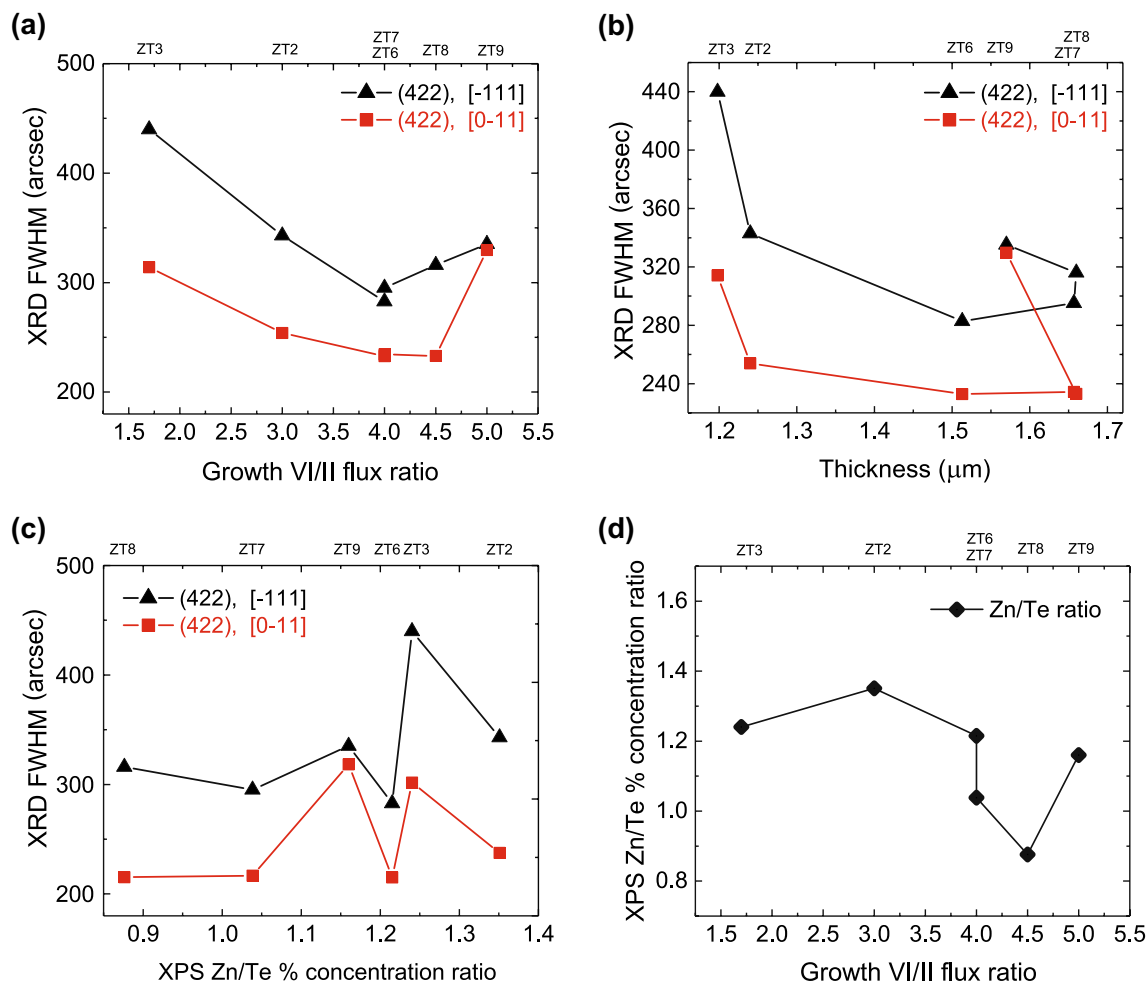 (a)
ZT3 ZT2 ZT7 ZT8 ZT9
ZT6
500
400
300
200
XRD FWHM (arcsec)
(422), [-111]
(422), [0-11]
1.5 2.0 2.5 3.0 3.5 4.0 4.5 5.0 5.5
Growth VI/II flux ratio
(b)
ZT3 ZT2 ZT6 ZT9 ZT8
ZT7
440
400
360
320
280
240
XRD FWHM (arcsec)
(422), [-111]
(422), [0-11]
1.2 1.3 1.4 1.5 1.6 1.7
Thickness (μm)
(c)
ZT8 ZT7 ZT9 ZT6 ZT3 ZT2
500
400
300
200
XRD FWHM (arcsec)
(422), [-111]
(422), [0-11]
0.9 1.0 1.1 1.2 1.3 1.4
XPS Zn/Te % concentration ratio
(d)
ZT3 ZT2 ZT6 ZT8 ZT9
ZT7
1.6
1.4
1.2
1.0
0.8
XPS Zn/Te % concentration ratio
Zn/Te ratio
1.5 2.0 2.5 3.0 3.5 4.0 4.5 5.0 5.5
Growth VI/II flux ratio